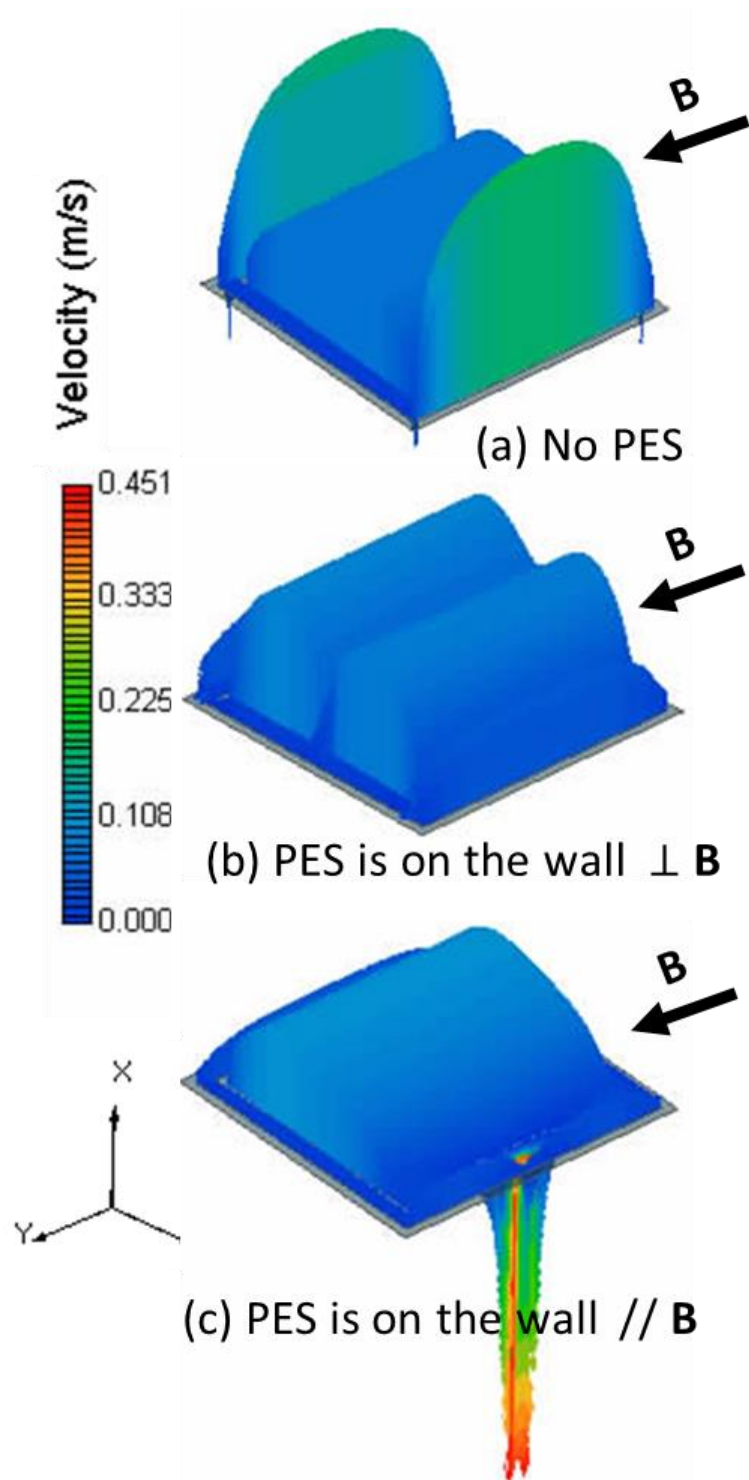 B
Velocity (m/s)
(a) No PES
0.451
0.333
0.225
0.108
0.000
B
(b) PES is on the wall ⊥ B
B
X
Y
(c) PES is on the wall // B